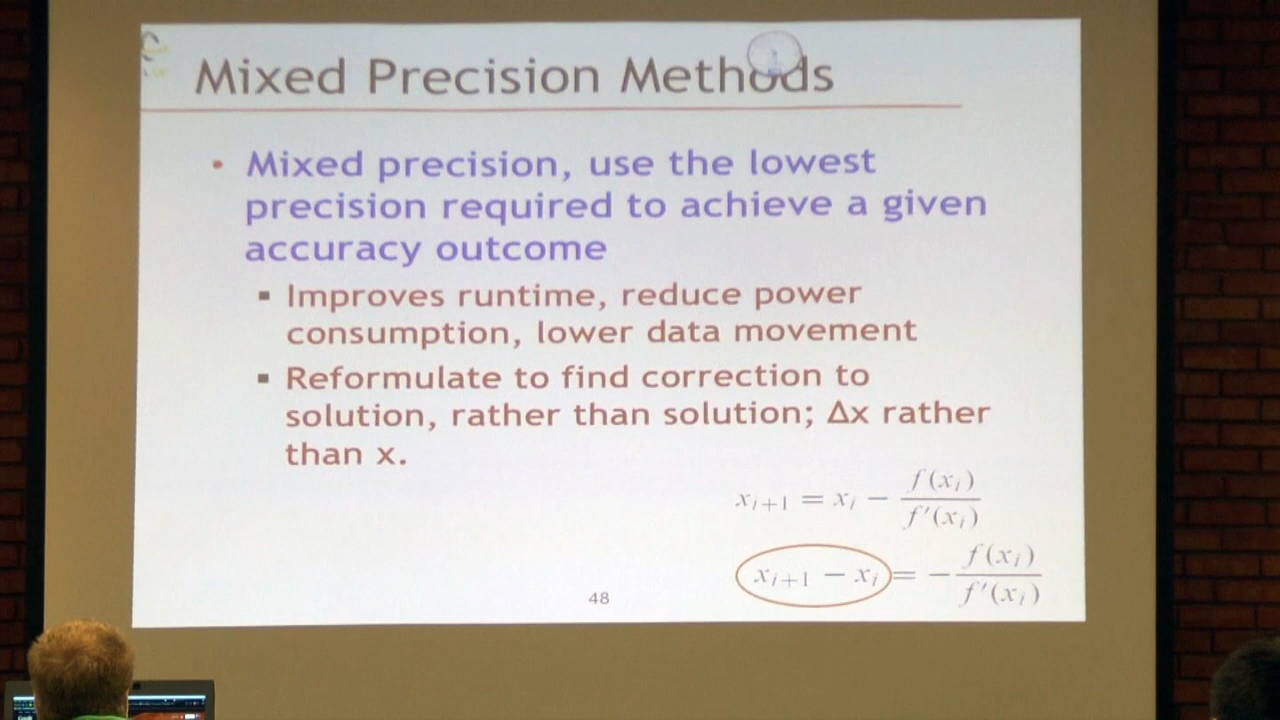 Mixed Precision Methods
• Mixed precision, use the lowest
precision required to achieve a given
accuracy outcome
▪ Improves runtime, reduce power
consumption, lower data movement
▪ Reformulate to find correction to
solution, rather than solution; Δx rather
than x.
x_{i+1} = x_i − f(x_i) / f′(x_i)
x_{i+1} − x_i = − f(x_i) / f′(x_i)
48